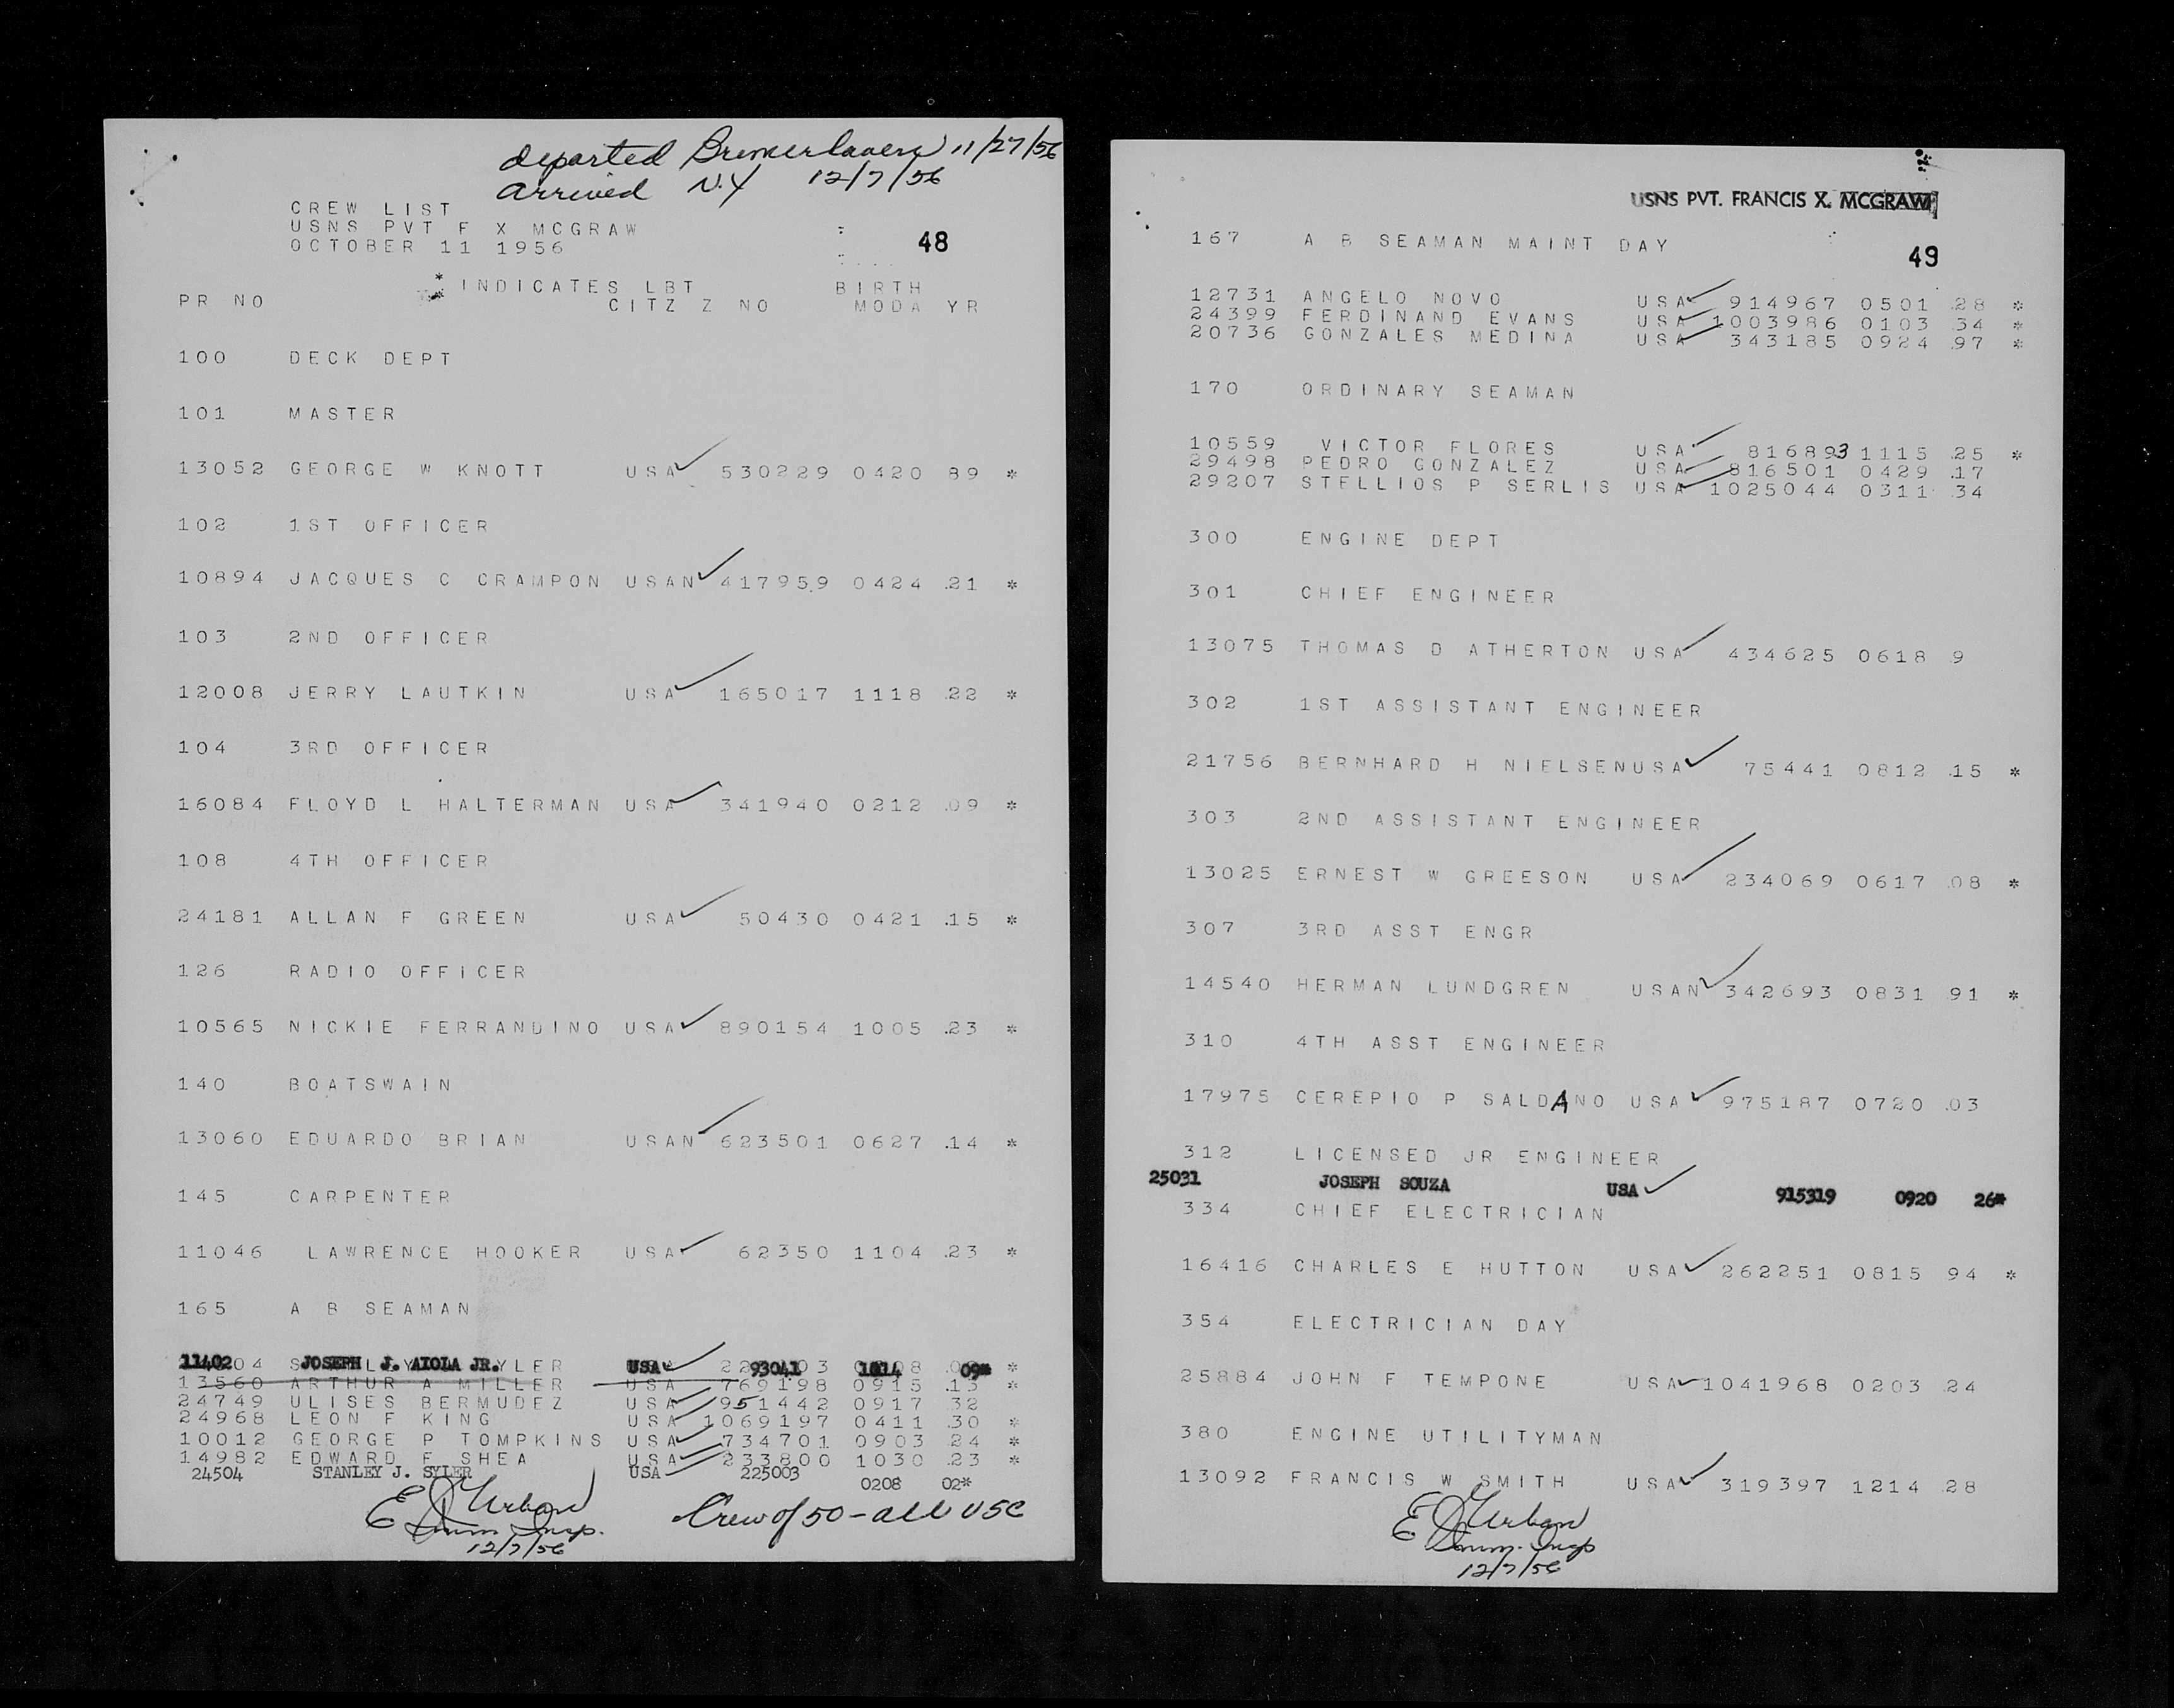 departed Bremerhaven 11/27/56
arrived N.Y 12/7/56
CREW LIST
USNS PVT F X MCGRAW
OCTOBER 11 1956
48
* INDICATES LBT BIRTH
PR NO CITZ Z NO MODA YR
100 DECK DEPT
101 MASTER
13052 GEORGE W KNOTT USA 530229 0420 89 *
102 1ST OFFICER
10894 JACQUES C CRAMPON USAN 417959 0424 .21 *
103 2ND OFFICER
12008 JERRY LAUTKIN USA 165017 1118 .22 *
104 3RD OFFICER
16084 FLOYD L HALTERMAN USA 341940 0212 .09 *
108 4TH OFFICER
24181 ALLAN F GREEN USA 50430 0421 .15 *
126 RADIO OFFICER
10565 NICKIE FERRANDINO USA 890154 1005 .23 *
140 BOATSWAIN
13060 EDUARDO BRIAN USAN 623501 0627 .14 *
145 CARPENTER
11046 LAWRENCE HOOKER USA 62350 1104 .23 *
165 A B SEAMAN
11402 JOSEPH J. AIOLA JR. USA 93041 1014 09* *
13560 ARTHUR A MILLER USA 769198 0915 .13 *
24749 ULISES BERMUDEZ USA 951442 0917 .32
24968 LEON F KING USA 1069197 0411 .30 *
10012 GEORGE P TOMPKINS USA 734701 0903 .24 *
14982 EDWARD F SHEA USA 233800 1030 .23 *
24504 STANLEY J. SYLER USA 225003 0208 02*
E J Urban
Imm. Insp.
12/7/56
Crew of 50 - all USC
USNS PVT. FRANCIS X. MCGRAW
167 A B SEAMAN MAINT DAY
49
12731 ANGELO NOVO USA 914967 0501 .28 *
24399 FERDINAND EVANS USA 1003986 0103 .34 *
20736 GONZALES MEDINA USA 343185 0924 .97 *
170 ORDINARY SEAMAN
10559 VICTOR FLORES USA 816893 1115 .25 *
29498 PEDRO GONZALEZ USA 816501 0429 .17
29207 STELLIOS P SERLIS USA 1025044 0311 .34
300 ENGINE DEPT
301 CHIEF ENGINEER
13075 THOMAS D ATHERTON USA 434625 0618 9
302 1ST ASSISTANT ENGINEER
21756 BERNHARD H NIELSENUSA 75441 0812 .15 *
303 2ND ASSISTANT ENGINEER
13025 ERNEST W GREESON USA 234069 0617 .08 *
307 3RD ASST ENGR
14540 HERMAN LUNDGREN USAN 342693 0831 91 *
310 4TH ASST ENGINEER
17975 CEREPIO P SALDANO USA 975187 0720 .03
312 LICENSED JR ENGINEER
25031 JOSEPH SOUZA USA 915319 0920 26*
334 CHIEF ELECTRICIAN
16416 CHARLES E HUTTON USA 262251 0815 94 *
354 ELECTRICIAN DAY
25884 JOHN F TEMPONE USA 1041968 0203 .24
380 ENGINE UTILITYMAN
13092 FRANCIS W SMITH USA 319397 1214 .28
E J Urban
Imm. Insp
12/7/56